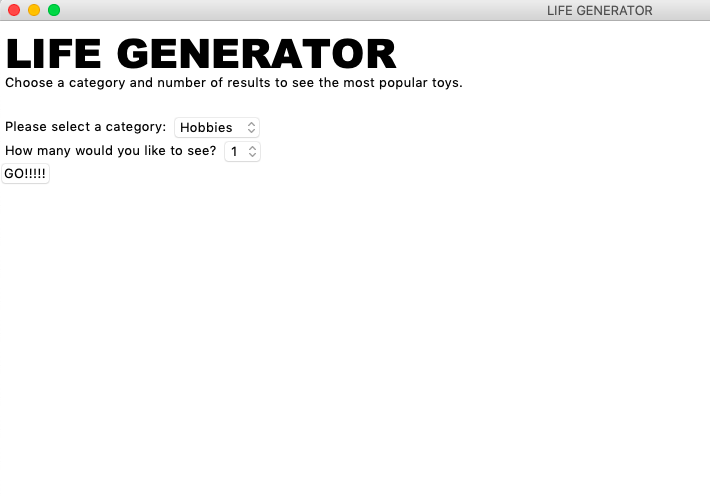 LIFE GENERATOR
LIFE GENERATOR
Choose a category and number of results to see the most popular toys.
Please select a category: Hobbies
How many would you like to see? 1
GO!!!!!